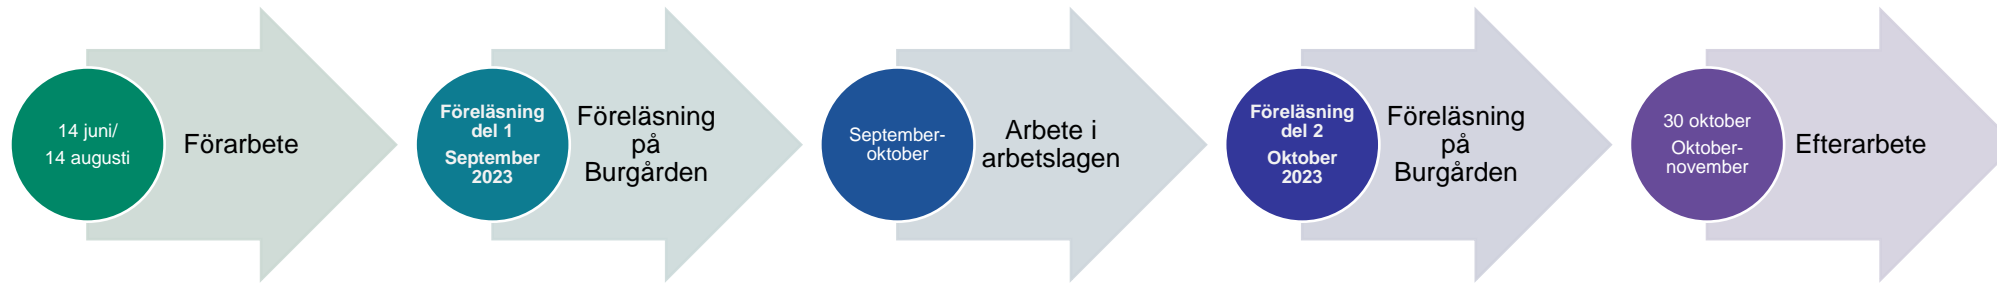 14 juni/
14 augusti
Förarbete
Föreläsning
del 1
September
2023
Föreläsning
på
Burgården
September-
oktober
Arbete i
arbetslagen
Föreläsning
del 2
Oktober
2023
Föreläsning
på
Burgården
30 oktober
Oktober-
november
Efterarbete